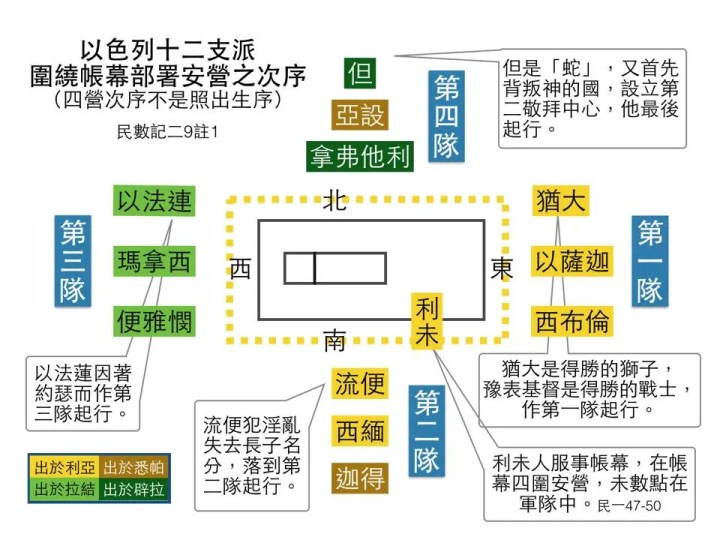 以色列十二支派
圍繞帳幕部署安營之次序
（四營次序不是照出生序）
民數記二9註1
但
亞設
拿弗他利
第四隊
但是「蛇」，又首先
背叛神的國，設立第
二敬拜中心，他最後
起行。
以法連
瑪拿西
便雅憫
第三隊
北
西
東
南
利未
猶大
以薩迦
西布倫
第一隊
以法蓮因著
約瑟而作第
三隊起行。
流便
西緬
迦得
第二隊
流便犯淫亂
失去長子名
分，落到第
二隊起行。
猶大是得勝的獅子，
豫表基督是得勝的戰士，
作第一隊起行。
利未人服事帳幕，在帳
幕四圍安營，未數點在
軍隊中。民一47-50
出於利亞 出於悉帕
出於拉結 出於辟拉